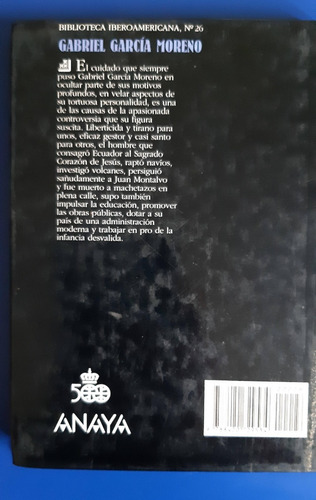 BIBLIOTECA IBEROAMERICANA, Nº 26
GABRIEL GARCÍA MORENO
El cuidado que siempre
puso Gabriel García Moreno en
ocultar parte de sus motivos
profundos, en velar aspectos de
su tortuosa personalidad, es una
de las causas de la apasionada
controversia que su figura
suscita. Liberticida y tirano para
unos, eficaz gestor y casi santo
para otros, el hombre que
consagró Ecuador al Sagrado
Corazón de Jesús, raptó navíos,
investigó volcanes, persiguió
sañudamente a Juan Montalvo
y fue muerto a machetazos en
plena calle, supo también
impulsar la educación, promover
las obras públicas, dotar a su
país de una administración
moderna y trabajar en pro de la
infancia desvalida.
500
ANAYA